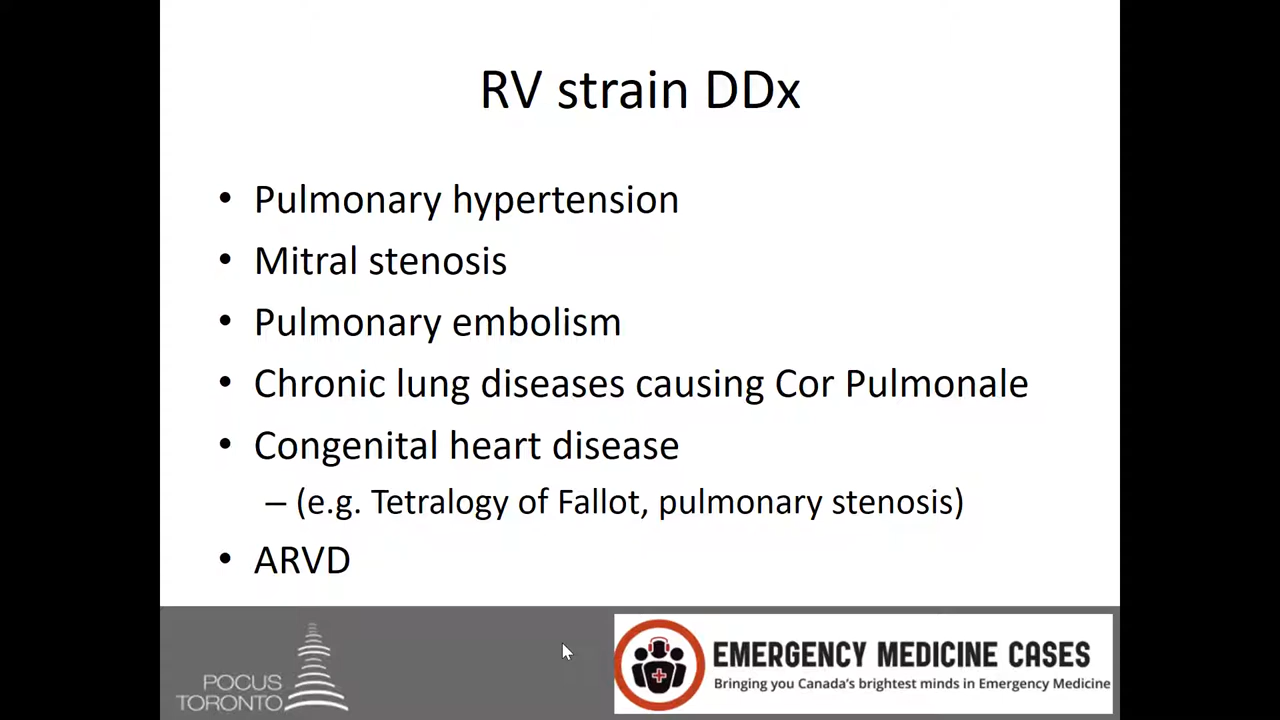 RV strain DDx
• Pulmonary hypertension
• Mitral stenosis
• Pulmonary embolism
• Chronic lung diseases causing Cor Pulmonale
• Congenital heart disease
– (e.g. Tetralogy of Fallot, pulmonary stenosis)
• ARVD
POCUS
TORONTO
EMERGENCY MEDICINE CASES
Bringing you Canada's brightest minds in Emergency Medicine